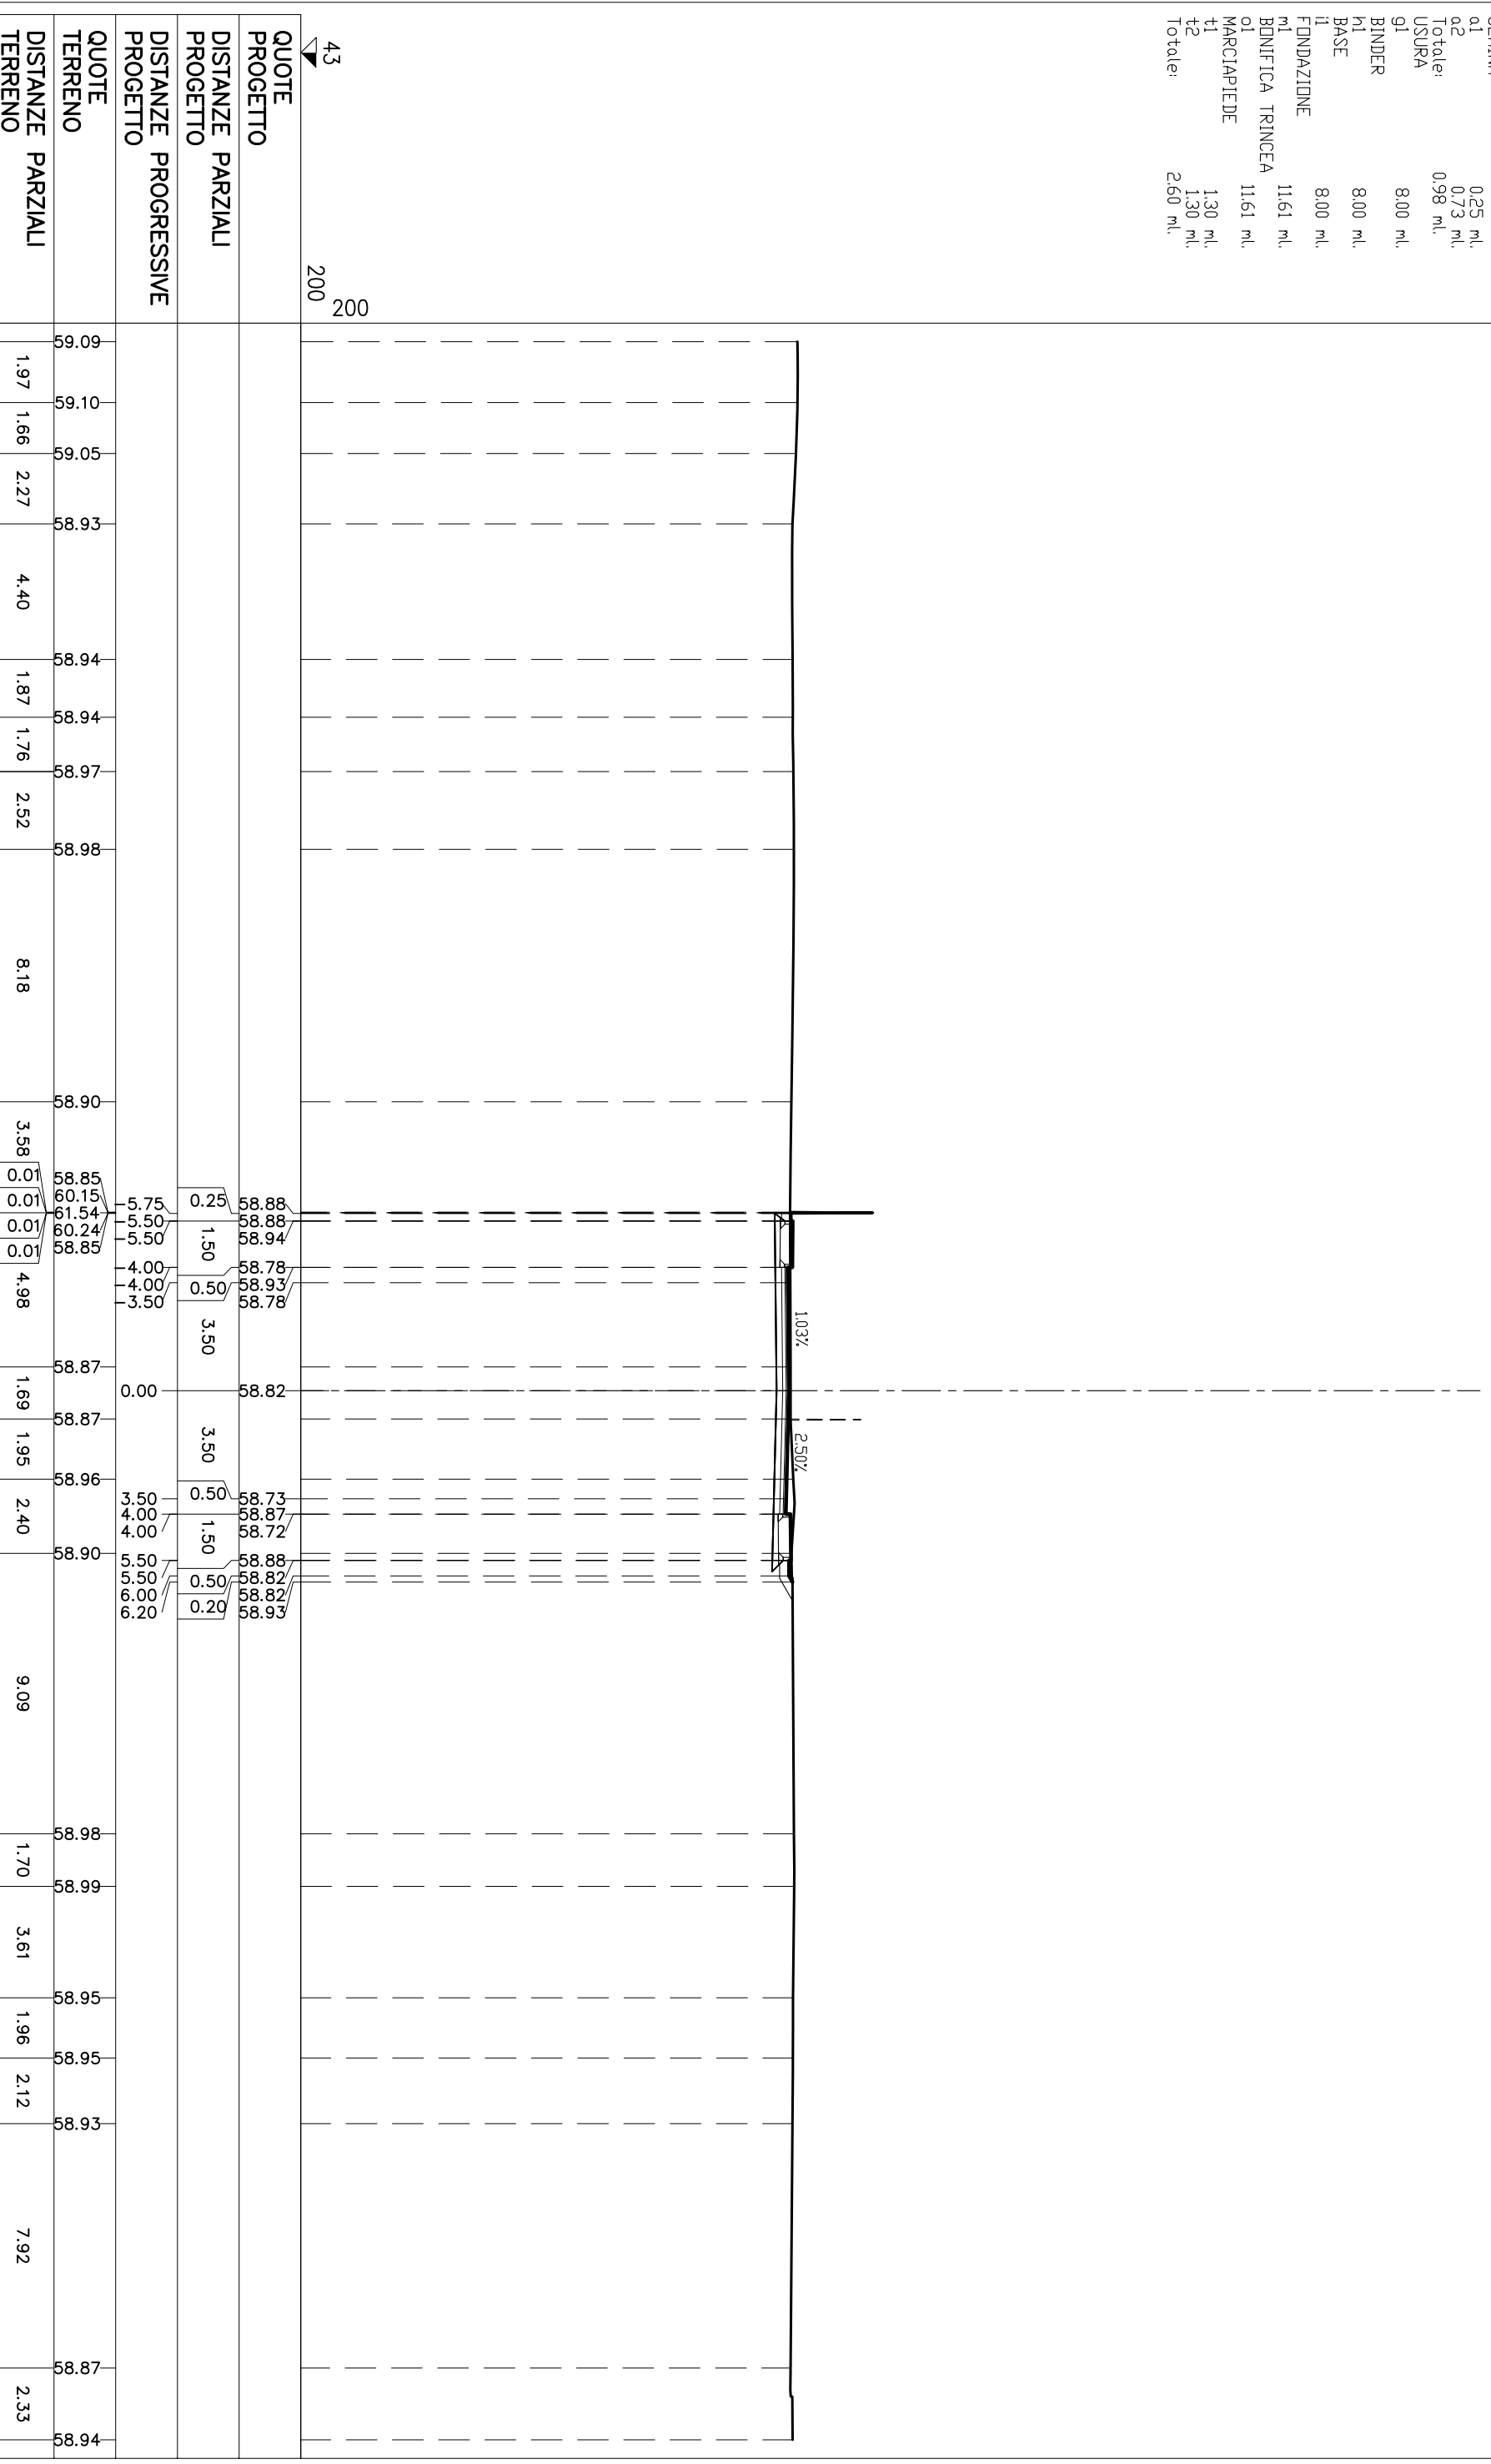 a1 0.25 ml.
a2 0.73 ml.
Totale: 0.98 ml.
USURA
g1 8.00 ml.
BINDER
h1 8.00 ml.
BASE
i1 8.00 ml.
FONDAZIONE
m1 11.61 ml.
BONIFICA TRINCEA
o1 11.61 ml.
MARCIAPIEDE
t1 1.30 ml.
t2 1.30 ml.
Totale: 2.60 ml.
1.03% 2.50%
43
200
200
QUOTE
PROGETTO
58.88 58.88 58.94 58.78 58.93 58.78 58.82 58.73 58.87 58.72 58.88 58.82 58.82 58.93
DISTANZE PARZIALI
PROGETTO
0.25 1.50 0.50 3.50 3.50 0.50 1.50 0.50 0.20
DISTANZE PROGRESSIVE
PROGETTO
-5.75 -5.50 -5.50 -4.00 -4.00 -3.50 0.00 3.50 4.00 4.00 5.50 5.50 6.00 6.20
QUOTE
TERRENO
59.09 59.10 59.05 58.93 58.94 58.94 58.97 58.98 58.90 58.85 60.15 61.54 60.24 58.85 58.87 58.87 58.96 58.90 58.98 58.99 58.95 58.95 58.93 58.87 58.94
DISTANZE PARZIALI
TERRENO
1.97 1.66 2.27 4.40 1.87 1.76 2.52 8.18 3.58 0.01 0.01 0.01 0.01 4.98 1.69 1.95 2.40 9.09 1.70 3.61 1.96 2.12 7.92 2.33